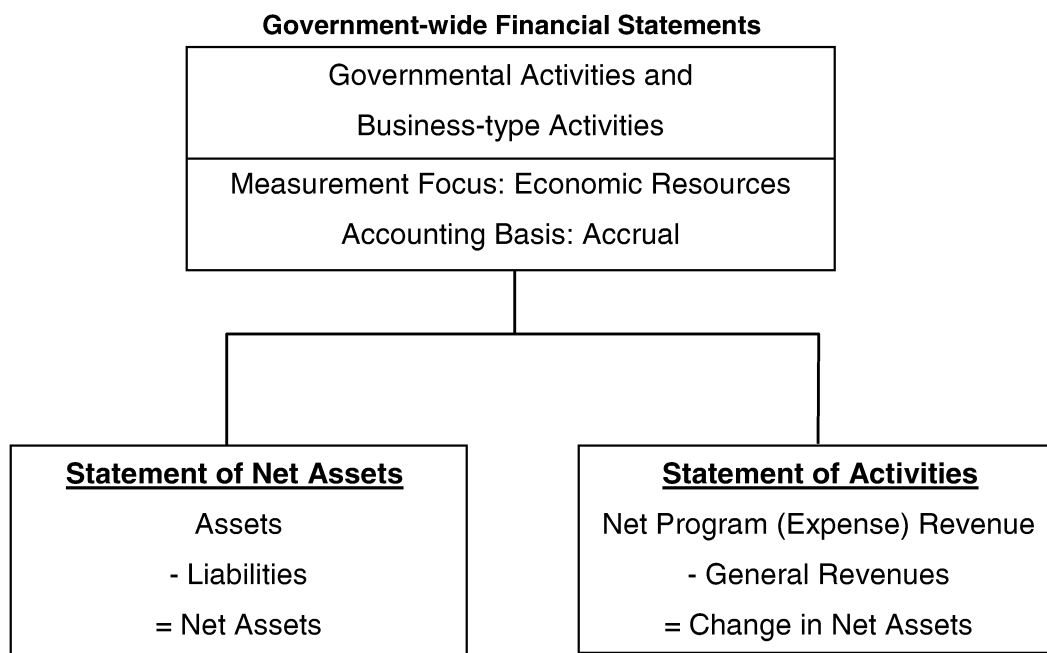 Government-wide Financial Statements
Governmental Activities and
Business-type Activities
Measurement Focus: Economic Resources
Accounting Basis: Accrual
Statement of Net Assets
Assets
- Liabilities
= Net Assets
Statement of Activities
Net Program (Expense) Revenue
- General Revenues
= Change in Net Assets